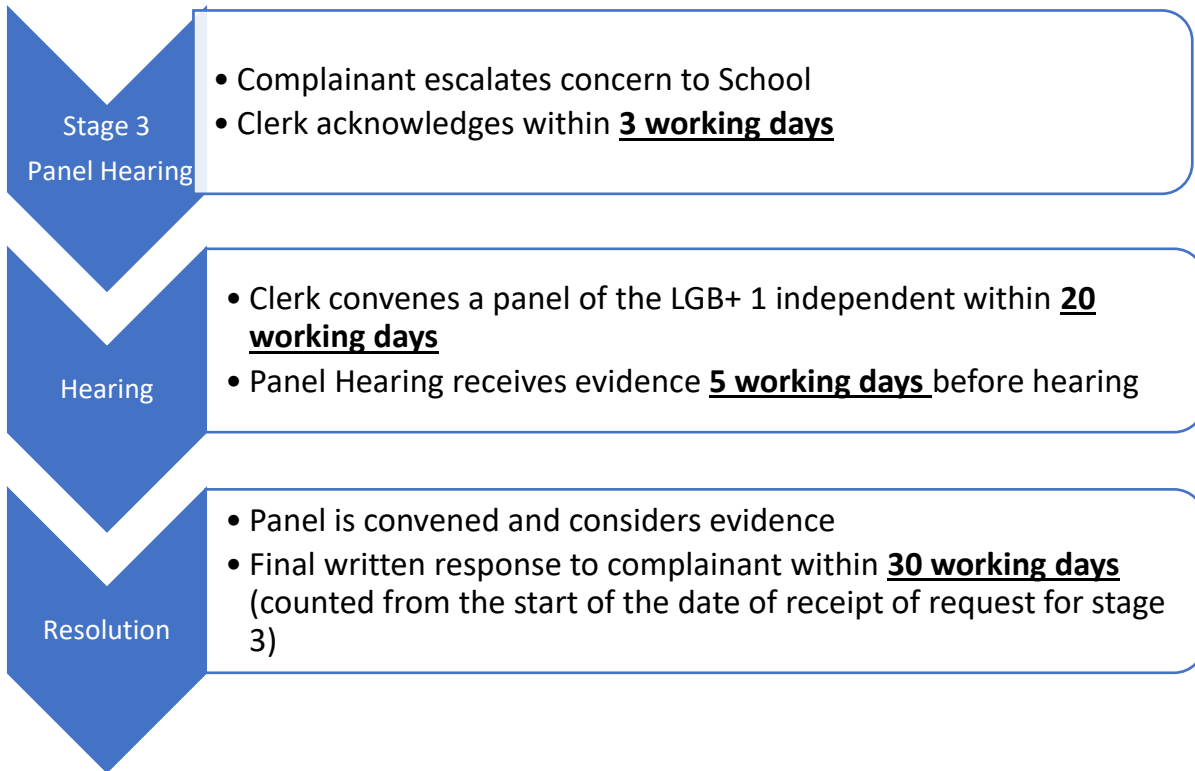 Stage 3
Panel Hearing
• Complainant escalates concern to School
• Clerk acknowledges within 3 working days
Hearing
• Clerk convenes a panel of the LGB+ 1 independent within 20
working days
• Panel Hearing receives evidence 5 working days before hearing
Resolution
• Panel is convened and considers evidence
• Final written response to complainant within 30 working days
(counted from the start of the date of receipt of request for stage
3)